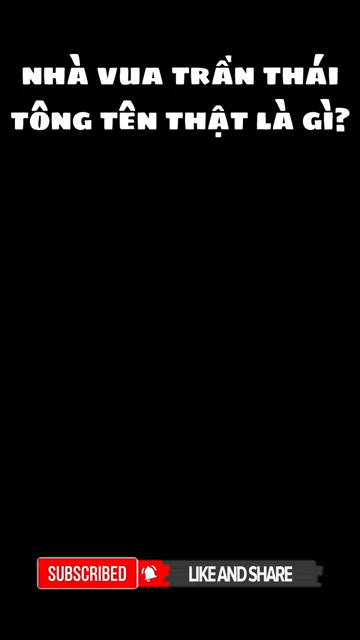 NHÀ VUA TRẦN THÁI
TÔNG TÊN THẬT LÀ GÌ?
SUBSCRIBED
LIKE AND SHARE